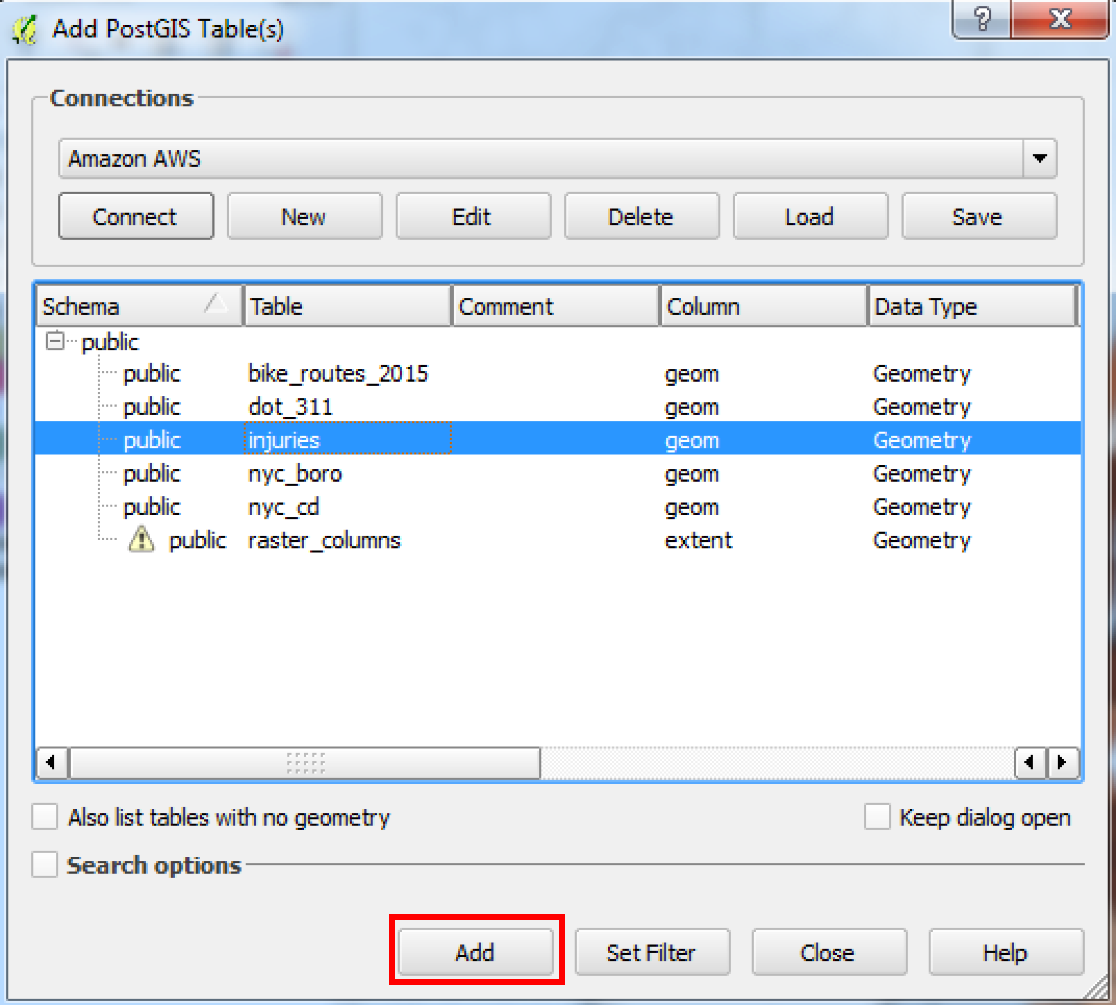 Add PostGIS Table(s)
Connections
Amazon AWS
Connect New Edit Delete Load Save
Schema Table Comment Column Data Type
public
public bike_routes_2015 geom Geometry
public dot_311 geom Geometry
public injuries geom Geometry
public nyc_boro geom Geometry
public nyc_cd geom Geometry
public raster_columns extent Geometry
Also list tables with no geometry Keep dialog open
Search options
Add Set Filter Close Help